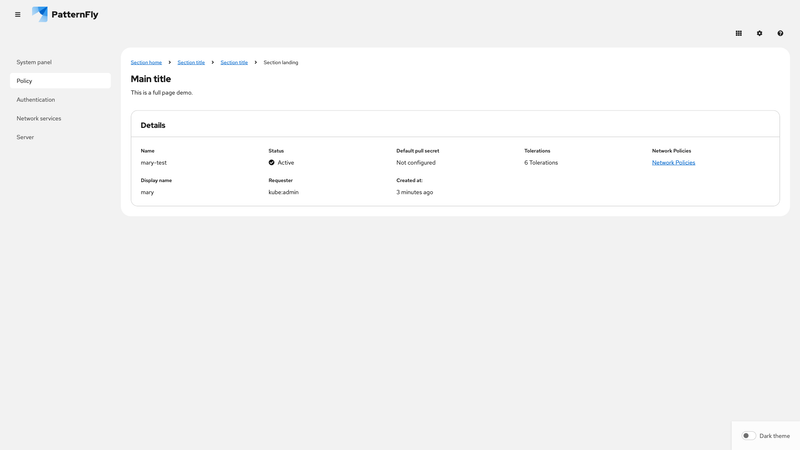 PatternFly
System panel
Policy
Authentication
Network services
Server
Section home Section title Section title Section landing
Main title
This is a full page demo.
Details
Name
mary-test
Status
Active
Default pull secret
Not configured
Tolerations
6 Tolerations
Network Policies
Network Policies
Display name
mary
Requester
kube:admin
Created at:
3 minutes ago
Dark theme